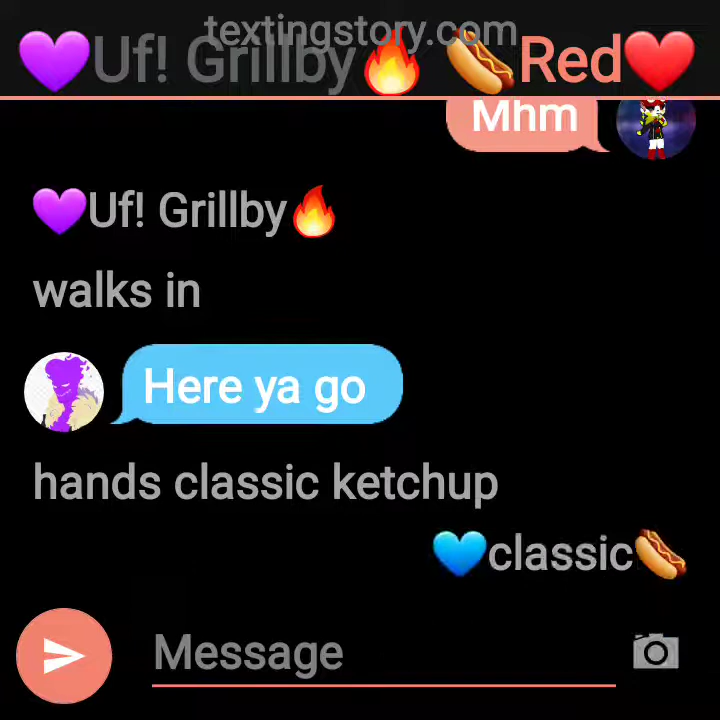 textingstory.com
💜Uf! Grillby🔥 🌭Red❤️
Mhm
💜Uf! Grillby🔥
walks in
Here ya go
hands classic ketchup
💙classic🌭
Message